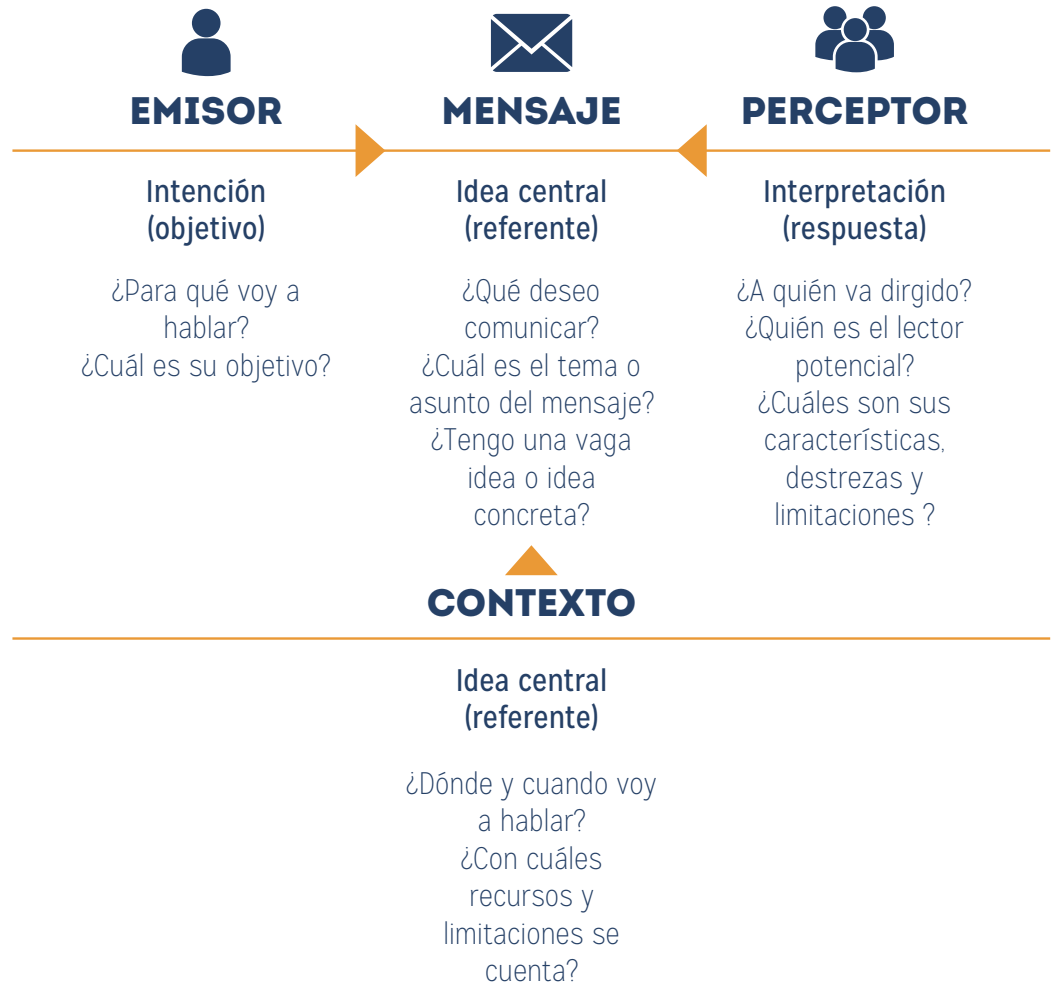 EMISOR
Intención
(objetivo)
¿Para qué voy a
hablar?
¿Cuál es su objetivo?
MENSAJE
Idea central
(referente)
¿Qué deseo
comunicar?
¿Cuál es el tema o
asunto del mensaje?
¿Tengo una vaga
idea o idea
concreta?
PERCEPTOR
Interpretación
(respuesta)
¿A quién va dirgido?
¿Quién es el lector
potencial?
¿Cuáles son sus
características,
destrezas y
limitaciones ?
CONTEXTO
Idea central
(referente)
¿Dónde y cuando voy
a hablar?
¿Con cuáles
recursos y
limitaciones se
cuenta?